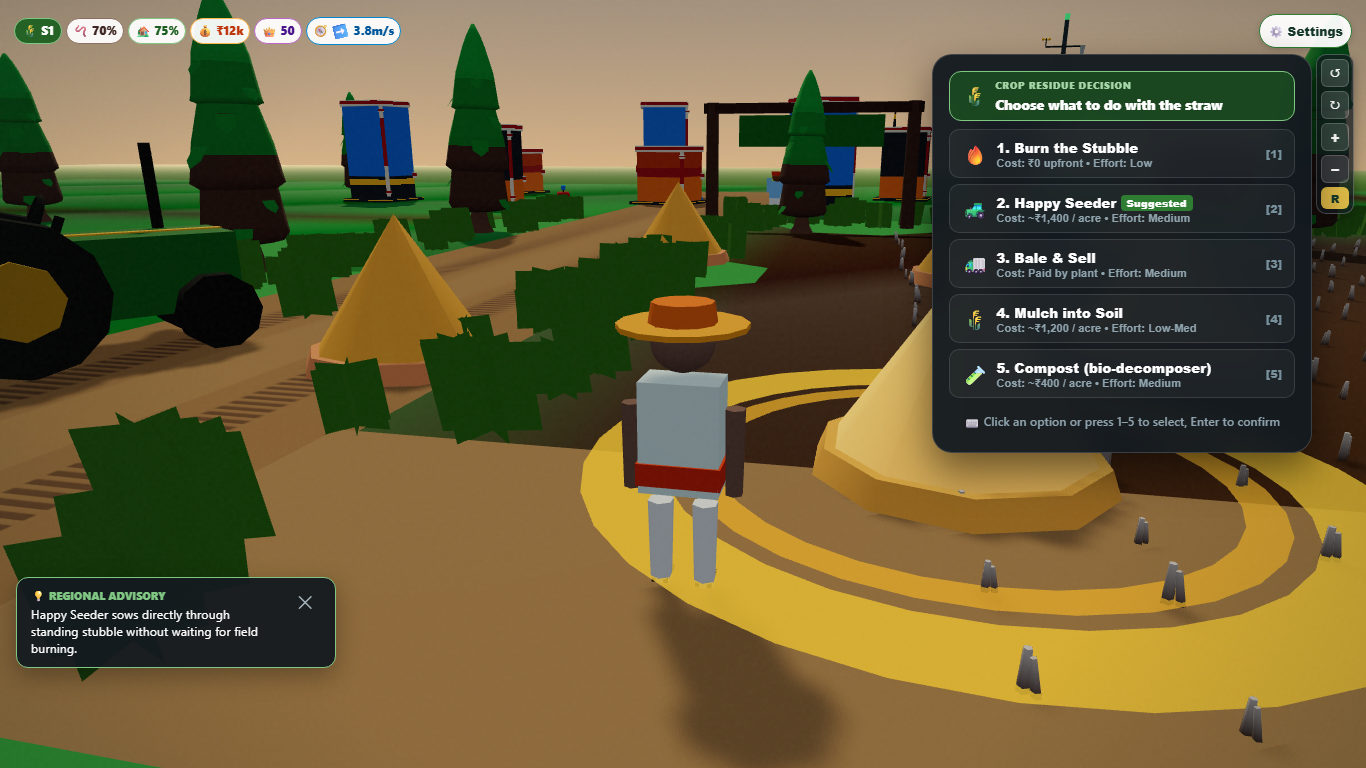 S1
70%
75%
₹12k
50
3.8m/s
Settings
CROP RESIDUE DECISION
Choose what to do with the straw
1. Burn the Stubble
Cost: ₹0 upfront • Effort: Low
[1]
2. Happy Seeder Suggested
Cost: ~₹1,400 / acre • Effort: Medium
[2]
3. Bale & Sell
Cost: Paid by plant • Effort: Medium
[3]
4. Mulch into Soil
Cost: ~₹1,200 / acre • Effort: Low-Med
[4]
5. Compost (bio-decomposer)
Cost: ~₹400 / acre • Effort: Medium
[5]
Click an option or press 1–5 to select, Enter to confirm
↺
↻
+
−
R
REGIONAL ADVISORY
Happy Seeder sows directly through
standing stubble without waiting for field
burning.